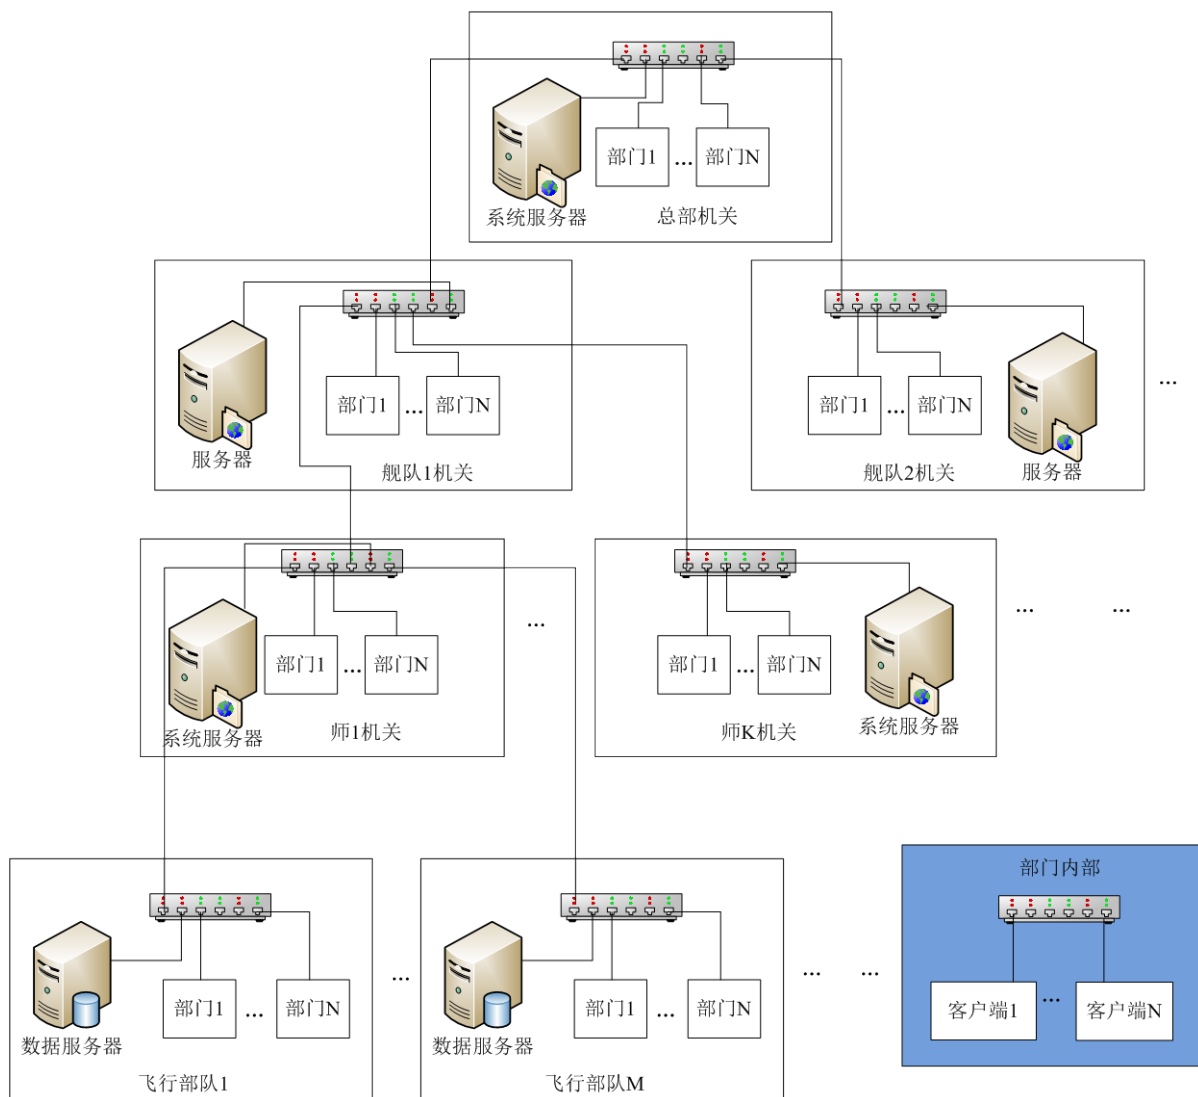 部门1
...
部门N
系统服务器
总部机关
部门1
...
部门N
服务器
舰队1机关
部门1
...
部门N
服务器
舰队2机关
...
部门1
...
部门N
系统服务器
师1机关
...
部门1
...
部门N
系统服务器
师K机关
...
...
部门1
...
部门N
数据服务器
飞行部队1
...
部门1
...
部门N
数据服务器
飞行部队M
...
...
部门内部
客户端1
...
客户端N